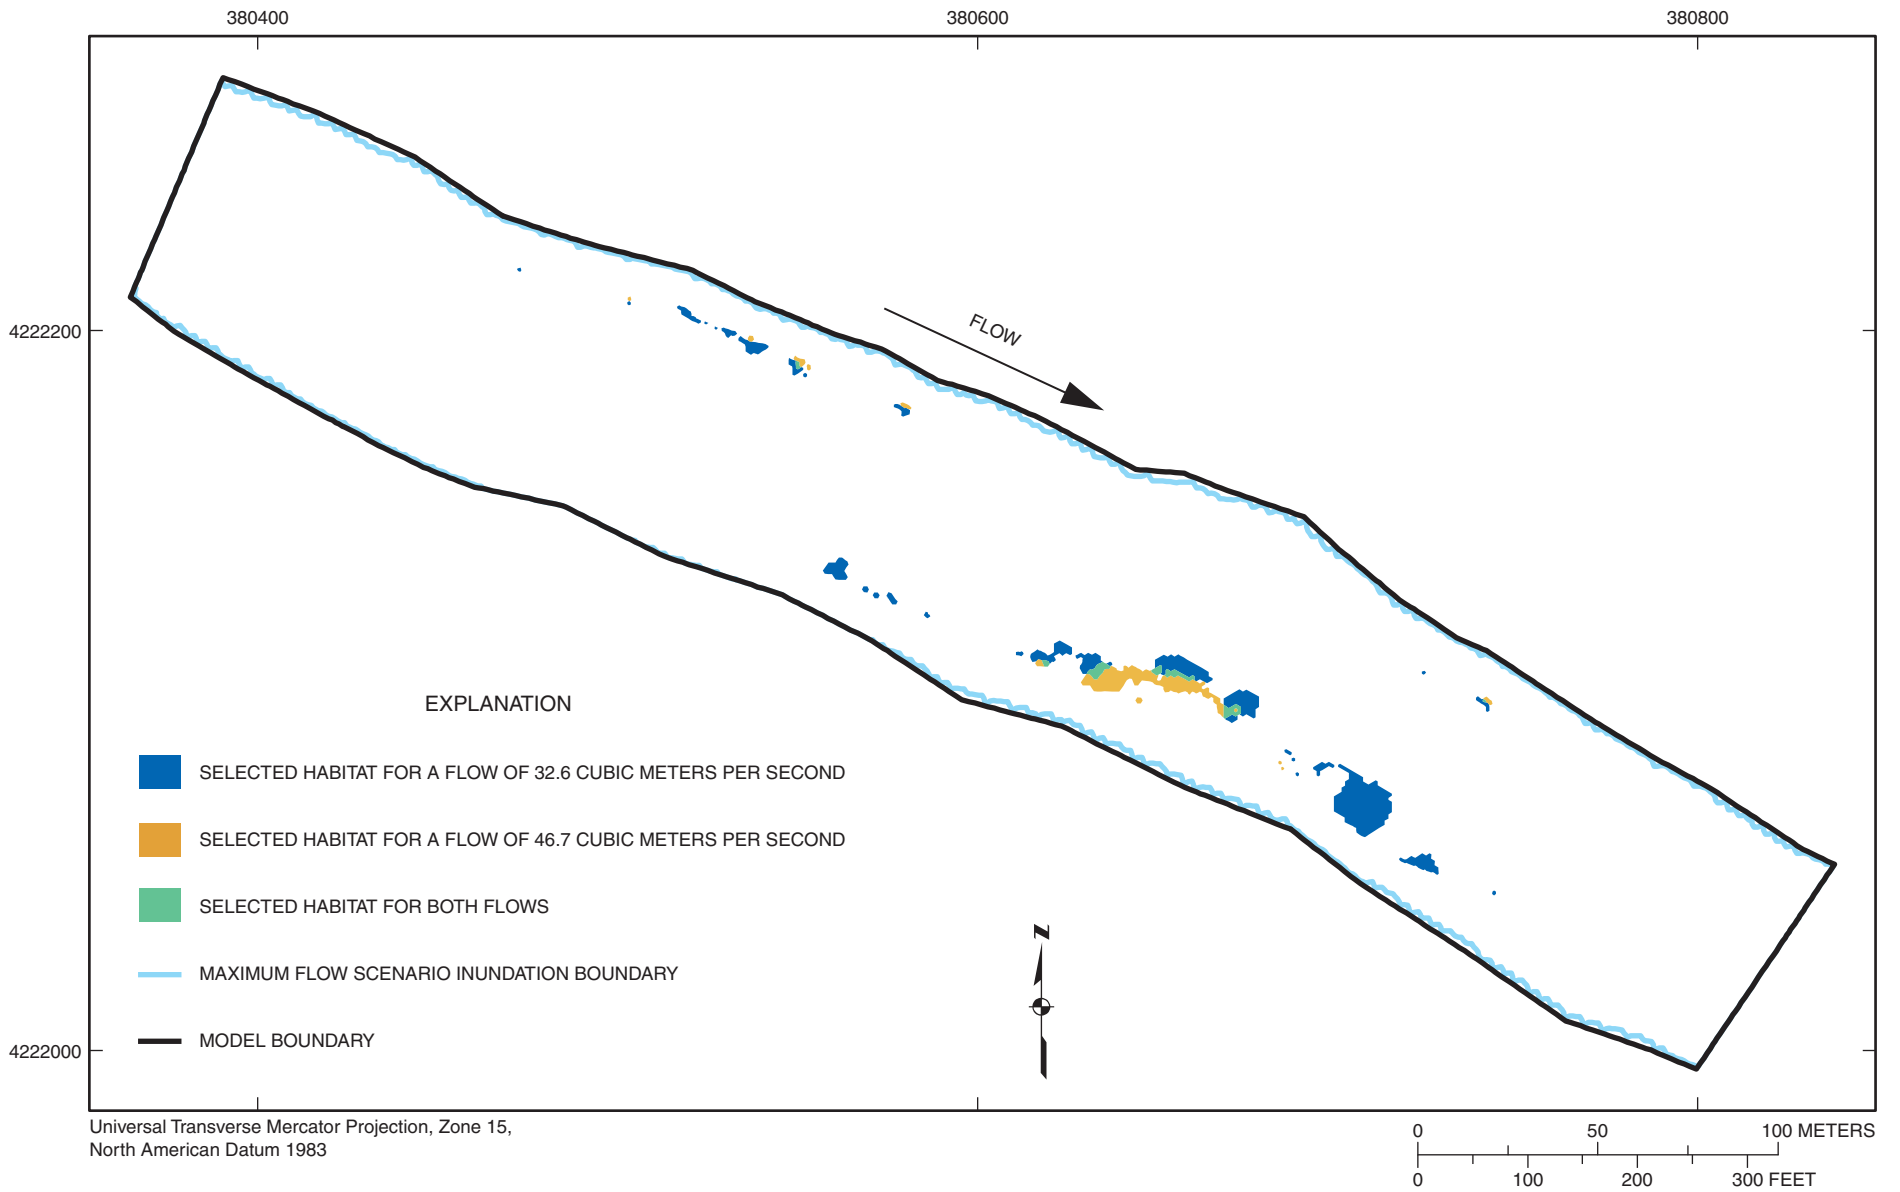 380400
380600
380800
4222200
FLOW
EXPLANATION
SELECTED HABITAT FOR A FLOW OF 32.6 CUBIC METERS PER SECOND
SELECTED HABITAT FOR A FLOW OF 46.7 CUBIC METERS PER SECOND
SELECTED HABITAT FOR BOTH FLOWS
MAXIMUM FLOW SCENARIO INUNDATION BOUNDARY
MODEL BOUNDARY
N
4222000
Universal Transverse Mercator Projection, Zone 15,
North American Datum 1983
0 50 100 METERS
0 100 200 300 FEET